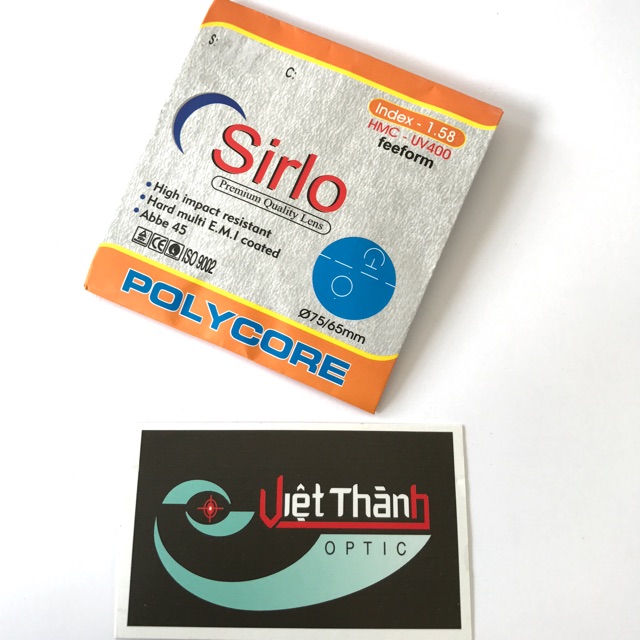 S:
C:
Index - 1.58
HMC - UV400
feeform
Sirlo
Premium Quality Lens
• High impact resistant
• Hard multi E.M.I coated
• Abbe 45
CE ISO 9002
Ø75/65mm
POLYCORE
Việt Thành
OPTIC